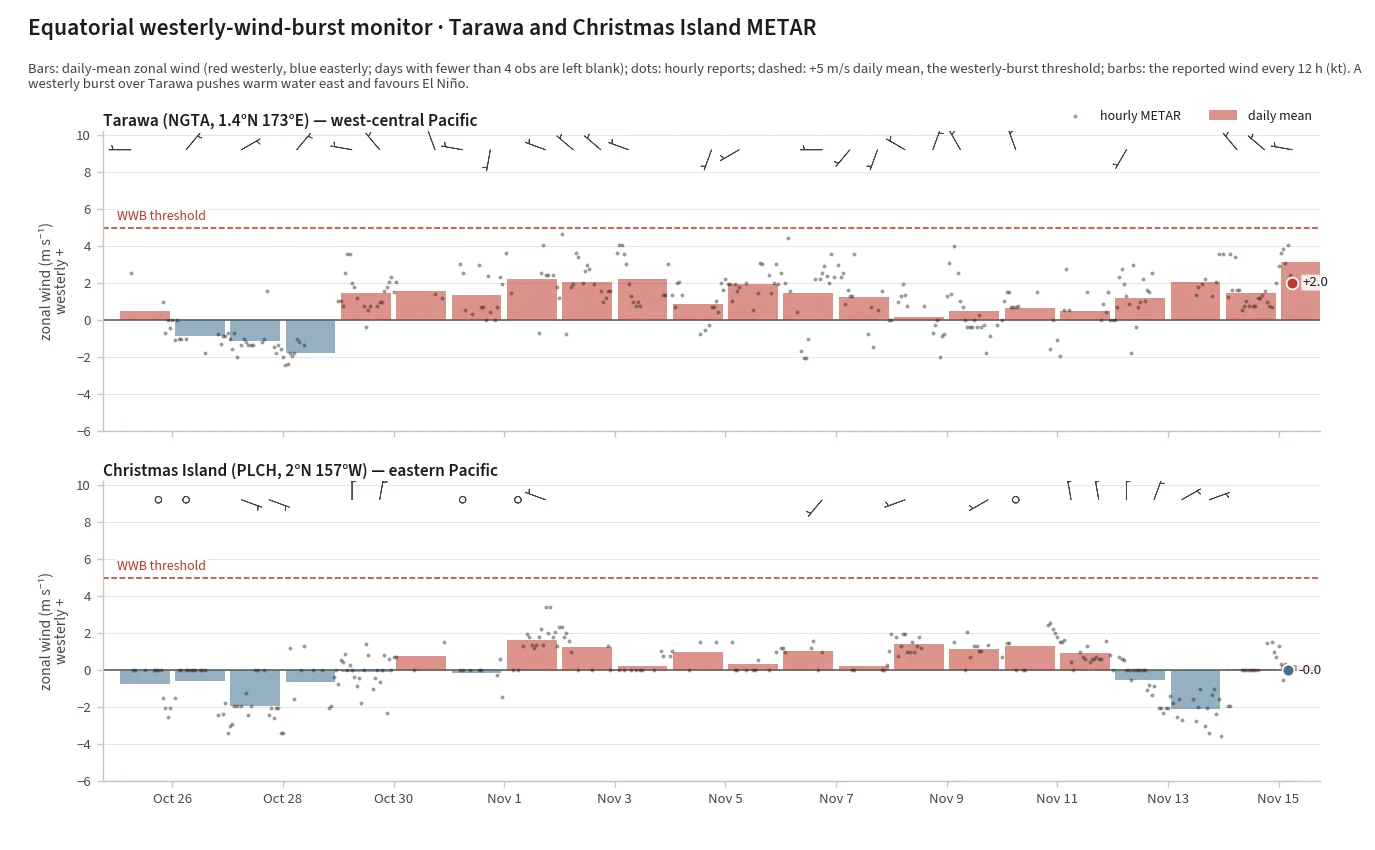 Equatorial westerly-wind-burst monitor · Tarawa and Christmas Island METAR
Bars: daily-mean zonal wind (red westerly, blue easterly; days with fewer than 4 obs are left blank); dots: hourly reports; dashed: +5 m/s daily mean, the westerly-burst threshold; barbs: the reported wind every 12 h (kt). A
westerly burst over Tarawa pushes warm water east and favours El Niño.
Tarawa (NGTA, 1.4°N 173°E) — west-central Pacific
hourly METAR
daily mean
10
8
6
4
2
0
−2
−4
−6
zonal wind (m s⁻¹)
westerly +
WWB threshold
+2.0
Christmas Island (PLCH, 2°N 157°W) — eastern Pacific
10
8
6
4
2
0
−2
−4
−6
zonal wind (m s⁻¹)
westerly +
WWB threshold
-0.0
Oct 26
Oct 28
Oct 30
Nov 1
Nov 3
Nov 5
Nov 7
Nov 9
Nov 11
Nov 13
Nov 15